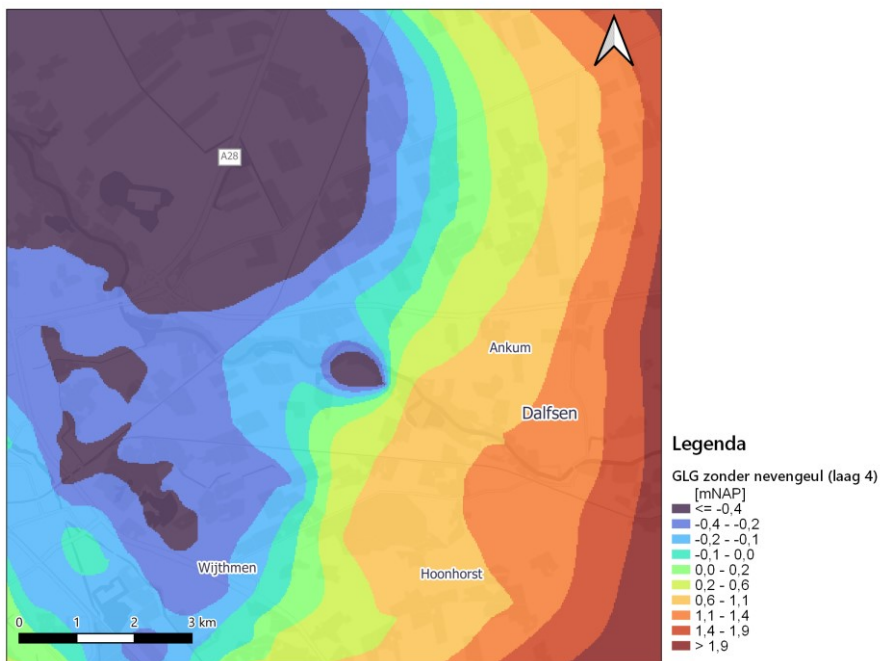 A28
Ankum
Dalfsen
Wijthmen
Hoonhorst
0 1 2 3 km
Legenda
GLG zonder nevengeul (laag 4)
[mNAP]
<= -0,4
-0,4 - -0,2
-0,2 - -0,1
-0,1 - 0,0
0,0 - 0,2
0,2 - 0,6
0,6 - 1,1
1,1 - 1,4
1,4 - 1,9
> 1,9